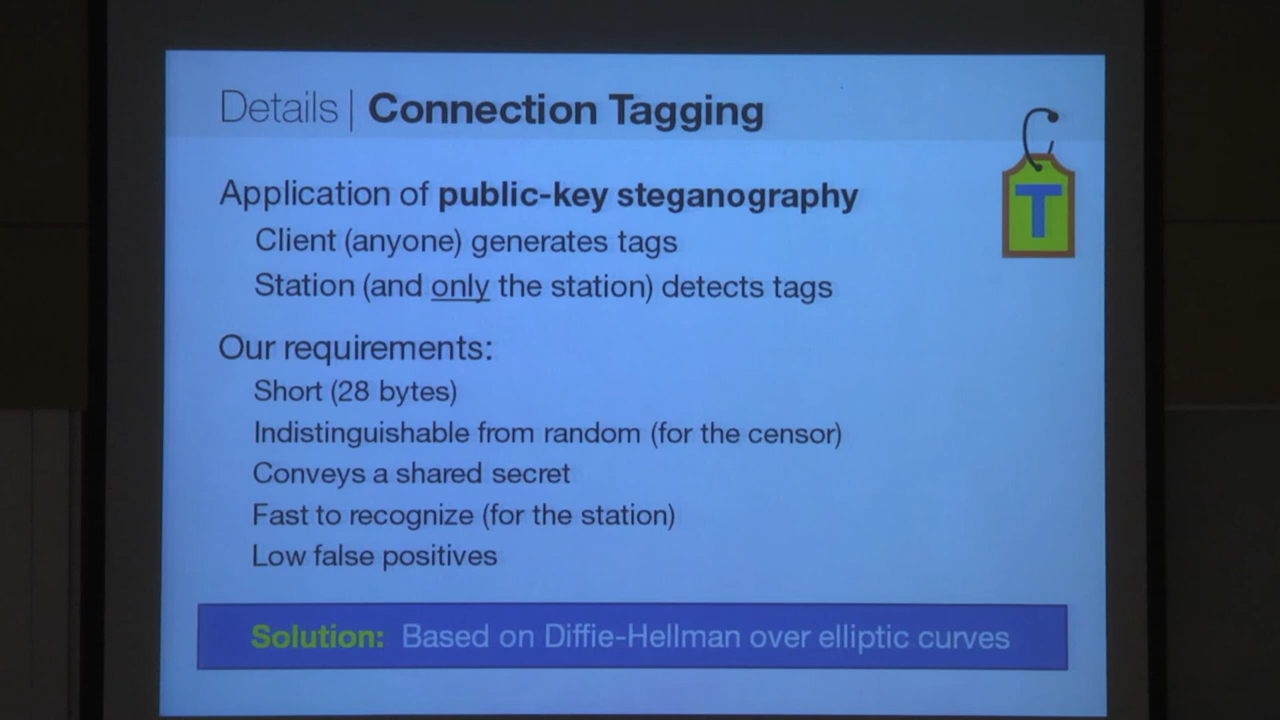 Details | Connection Tagging
Application of public-key steganography
Client (anyone) generates tags
Station (and only the station) detects tags
T
Our requirements:
Short (28 bytes)
Indistinguishable from random (for the censor)
Conveys a shared secret
Fast to recognize (for the station)
Low false positives
Solution: Based on Diffie-Hellman over elliptic curves